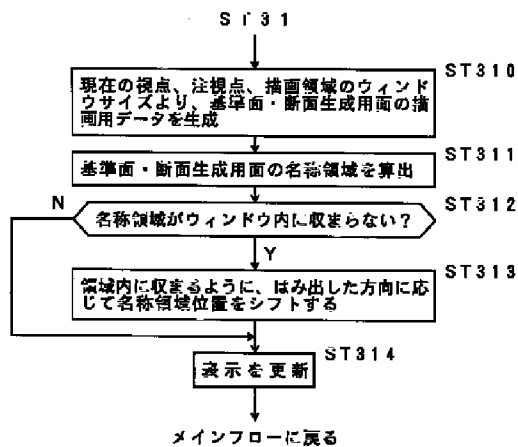 ST31
ST310
現在の視点、注視点、描画領域のウィンド
ウサイズより、基準面・断面生成用面の描
画用データを生成
ST311
基準面・断面生成用面の名称領域を算出
N
ST312
名称領域がウィンドウ内に収まらない?
Y
ST313
領域内に収まるように、はみ出した方向に応
じて名称領域位置をシフトする
ST314
表示を更新
メインフローに戻る